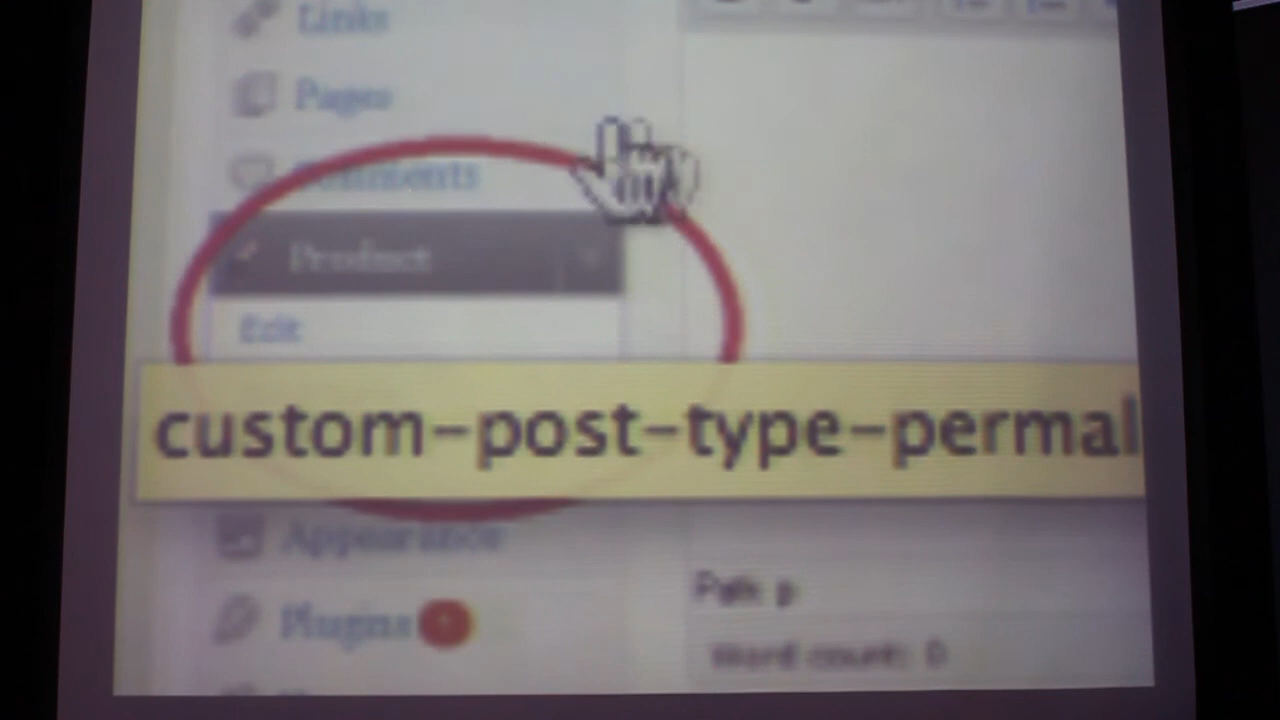 Links
Pages
Comments
Product
Edit
custom-post-type-permal
Appearance
Plugins
Path: p
Word count: 0